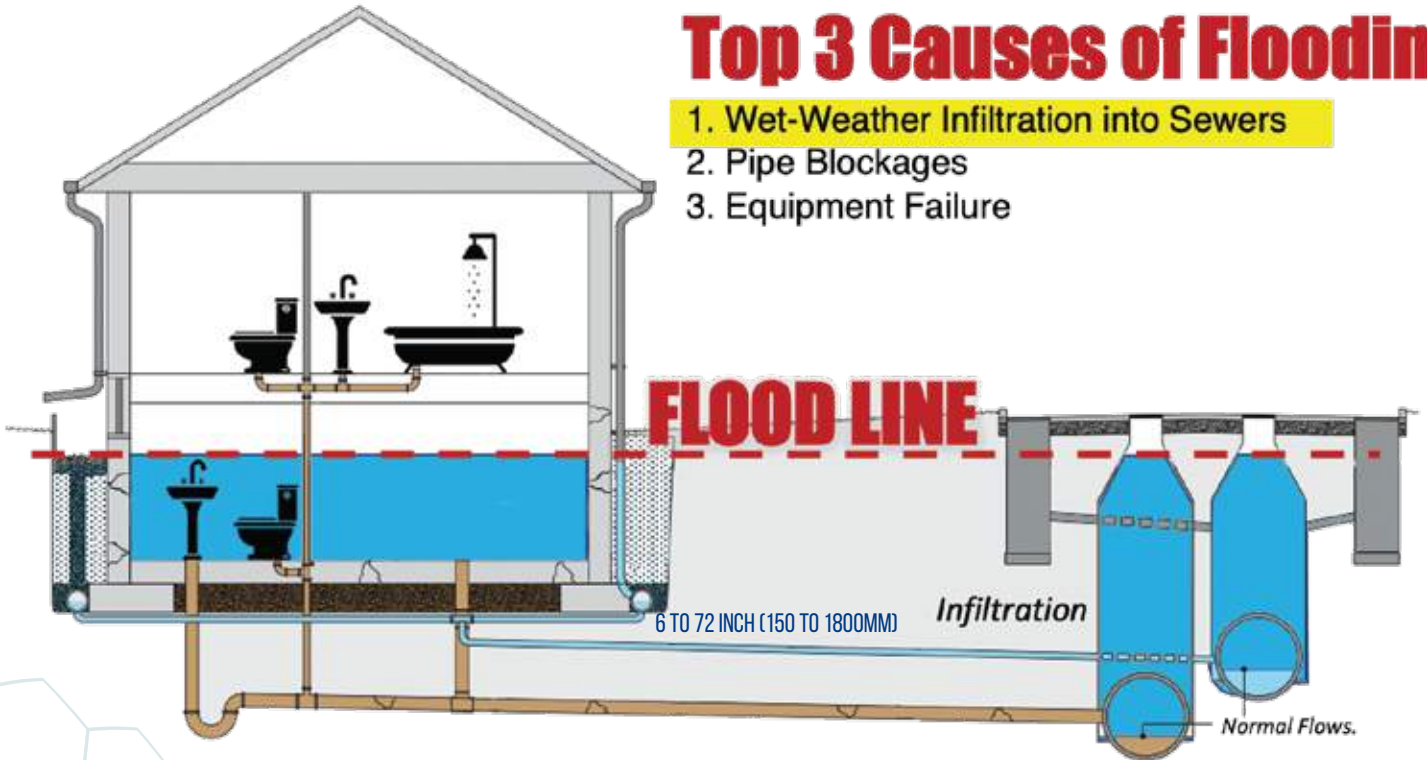 Top 3 Causes of Floodin
1. Wet-Weather Infiltration into Sewers
2. Pipe Blockages
3. Equipment Failure
FLOOD LINE
6 TO 72 INCH (150 TO 1800MM)
Infiltration
Normal Flows.